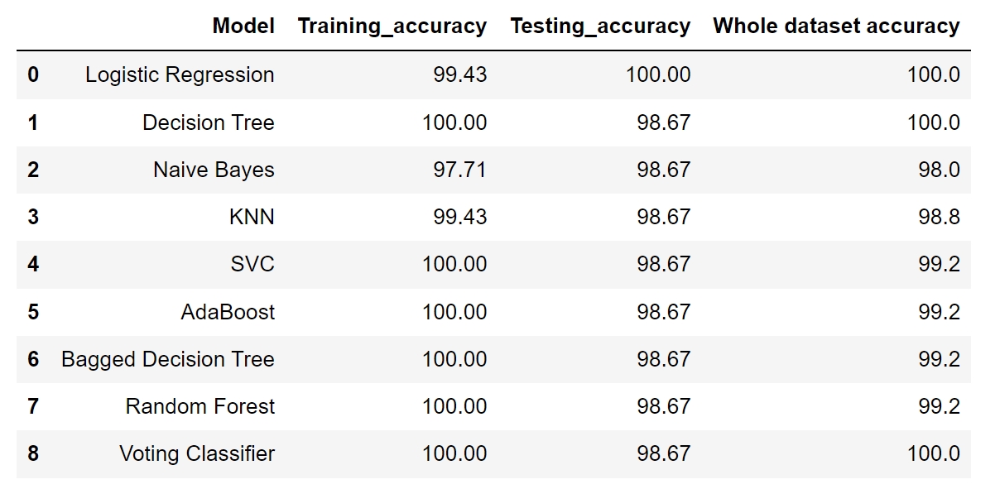 Model Training_accuracy Testing_accuracy Whole dataset accuracy
0 Logistic Regression 99.43 100.00 100.0
1 Decision Tree 100.00 98.67 100.0
2 Naive Bayes 97.71 98.67 98.0
3 KNN 99.43 98.67 98.8
4 SVC 100.00 98.67 99.2
5 AdaBoost 100.00 98.67 99.2
6 Bagged Decision Tree 100.00 98.67 99.2
7 Random Forest 100.00 98.67 99.2
8 Voting Classifier 100.00 98.67 100.0